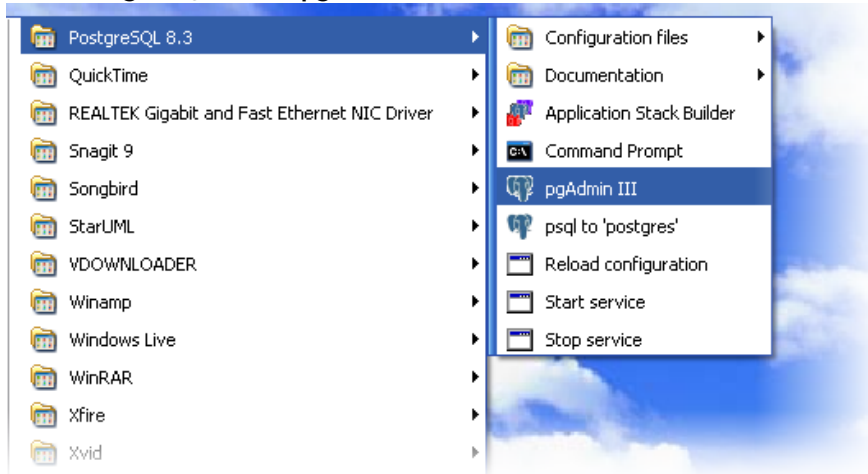 PostgreSQL 8.3
QuickTime
REALTEK Gigabit and Fast Ethernet NIC Driver
Snagit 9
Songbird
StarUML
VDOWNLOADER
Winamp
Windows Live
WinRAR
Xfire
Xvid
Configuration files
Documentation
Application Stack Builder
C:\
Command Prompt
pgAdmin III
psql to 'postgres'
Reload configuration
Start service
Stop service